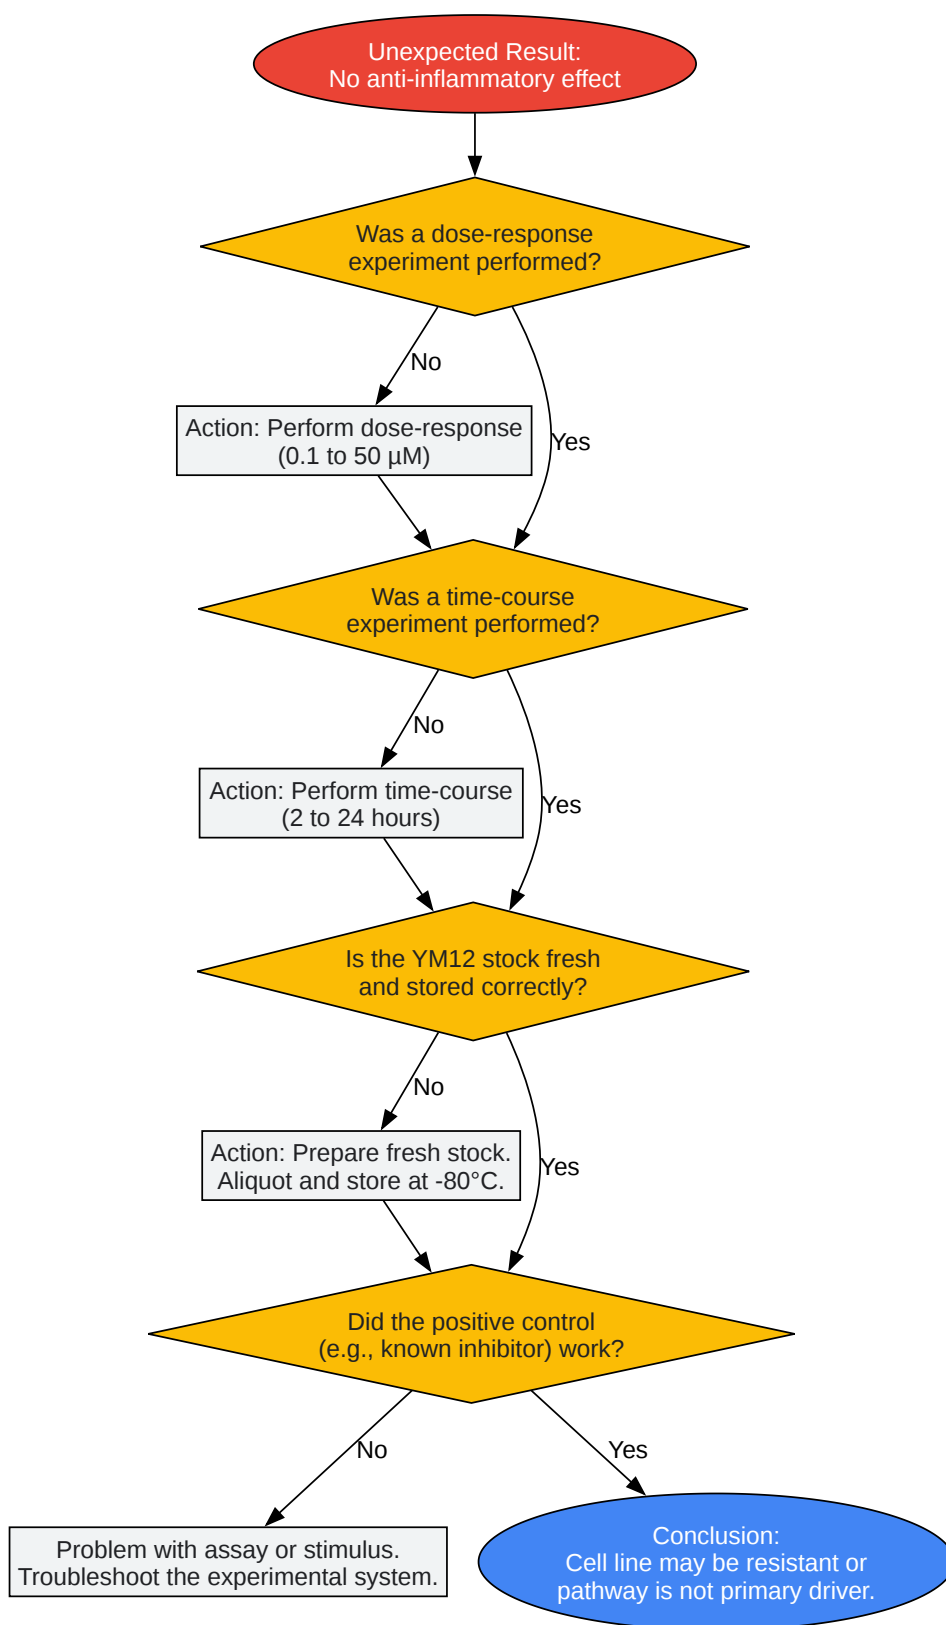 Unexpected Result:
No anti-inflammatory effect
Was a dose-response
experiment performed?
No
Action: Perform dose-response
(0.1 to 50 µM)
Yes
Was a time-course
experiment performed?
No
Action: Perform time-course
(2 to 24 hours)
Yes
Is the YM12 stock fresh
and stored correctly?
No
Action: Prepare fresh stock.
Aliquot and store at -80°C.
Yes
Did the positive control
(e.g., known inhibitor) work?
No
Yes
Problem with assay or stimulus.
Troubleshoot the experimental system.
Conclusion:
Cell line may be resistant or
pathway is not primary driver.